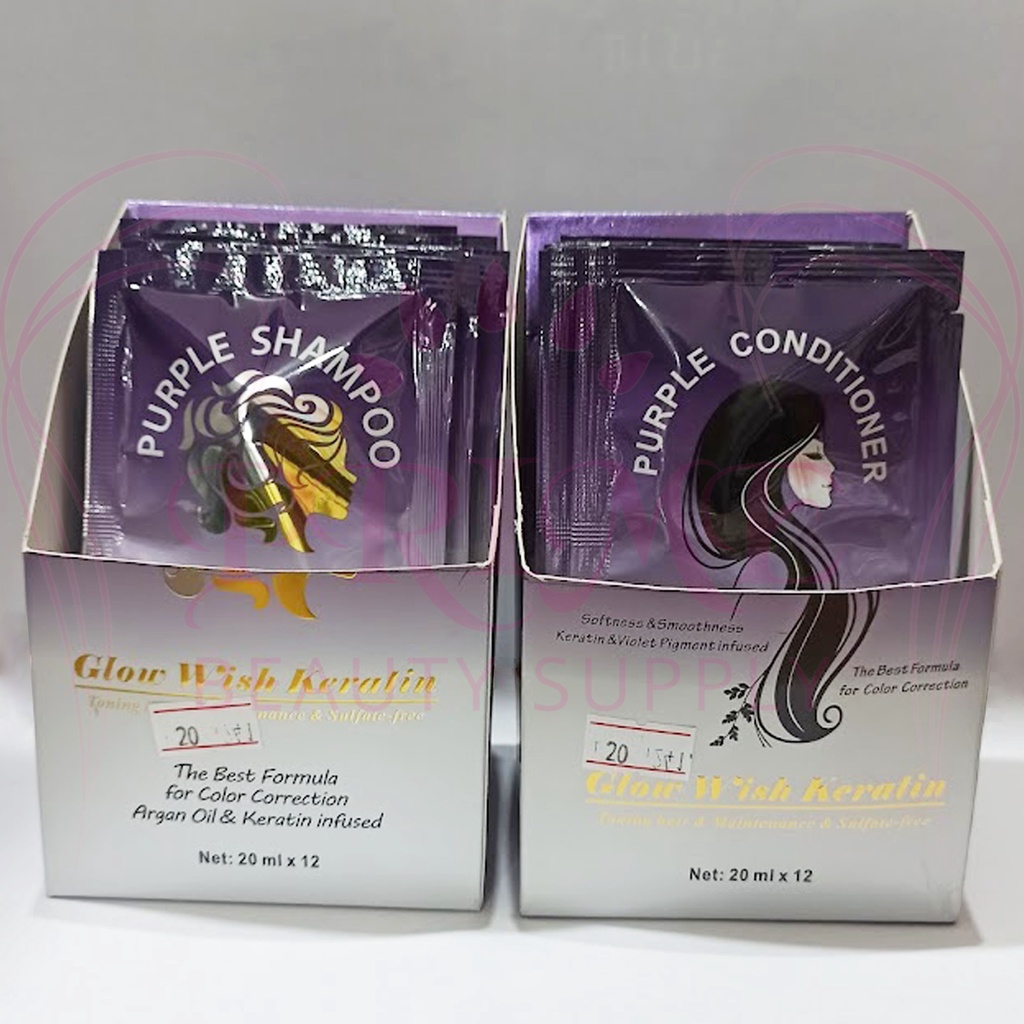 PURPLE SHAMPOO
Glow Wish Keratin
Toning
nance & Sulfate-free
20
The Best Formula
for Color Correction
Argan Oil & Keratin infused
Net: 20 ml x 12
PURPLE CONDITIONER
Softness & Smoothness
Keratin & Violet Pigment infused
The Best Formula
for Color Correction
20
Glow Wish Keratin
Toning hair & Maintenance & Sulfate-free
Net: 20 ml x 12
BEAUTY SUPPLY